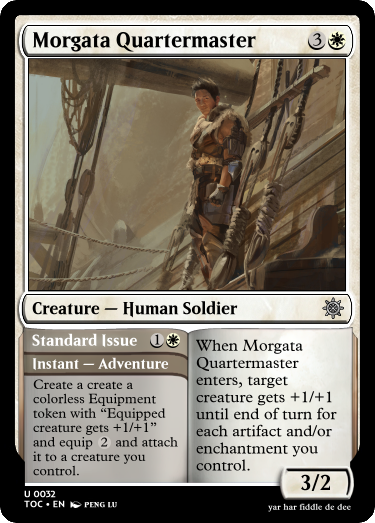 Morgata Quartermaster 3
Creature — Human Soldier
Standard Issue 1
Instant — Adventure
Create a create a
colorless Equipment
token with “Equipped
creature gets +1/+1”
and equip 2 and attach
it to a creature you
control.
When Morgata
Quartermaster
enters, target
creature gets +1/+1
until end of turn for
each artifact and/or
enchantment you
control.
3/2
U 0032
TOC • EN PENG LU
yar har fiddle de dee